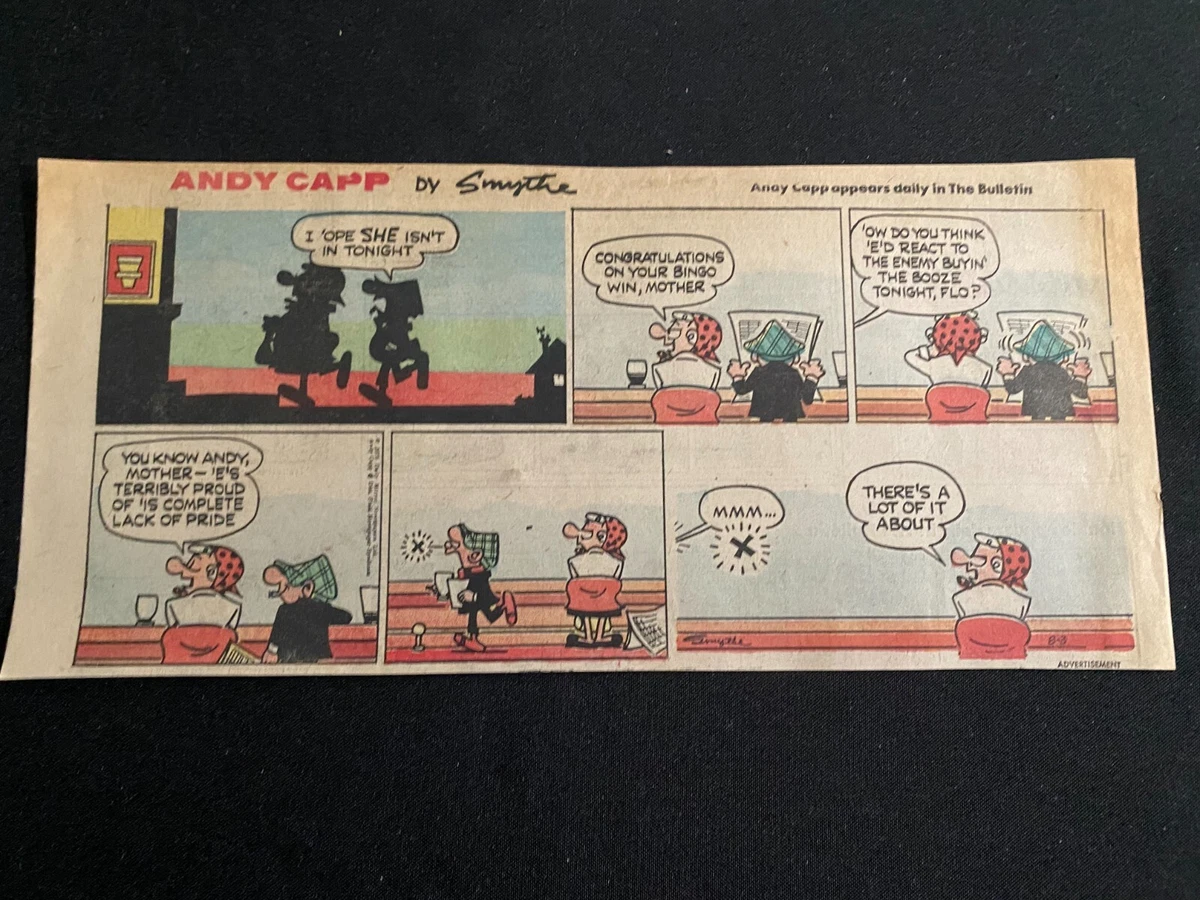 ANDY CAPP by Smythe
Andy Capp appears daily in The Bulletin
I 'OPE SHE ISN'T
IN TONIGHT
CONGRATULATIONS
ON YOUR BINGO
WIN, MOTHER
'OW DO YOU THINK
'E'D REACT TO
THE ENEMY BUYIN'
THE BOOZE
TONIGHT, FLO?
YOU KNOW ANDY,
MOTHER — 'E'S
TERRIBLY PROUD
OF 'IS COMPLETE
LACK OF PRIDE
MMM...
THERE'S A
LOT OF IT
ABOUT
Smythe
8-3
ADVERTISEMENT